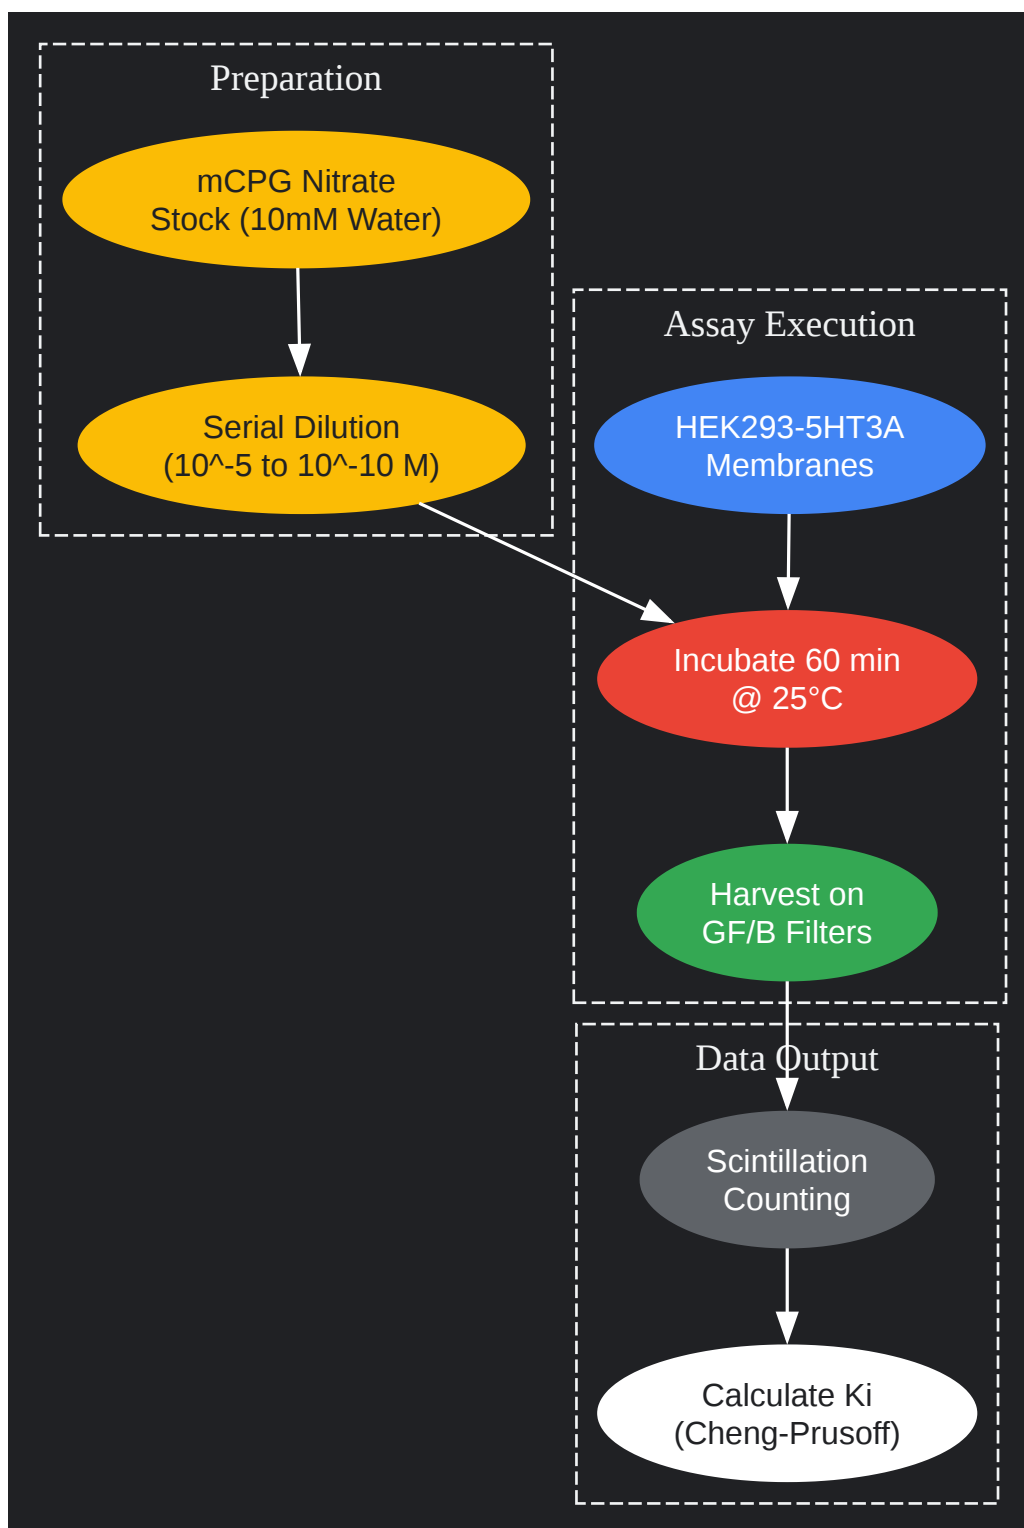 Preparation
mCPG Nitrate
Stock (10mM Water)
Serial Dilution
(10^-5 to 10^-10 M)
Assay Execution
HEK293-5HT3A
Membranes
Incubate 60 min
@ 25°C
Harvest on
GF/B Filters
Data Output
Scintillation
Counting
Calculate Ki
(Cheng-Prusoff)